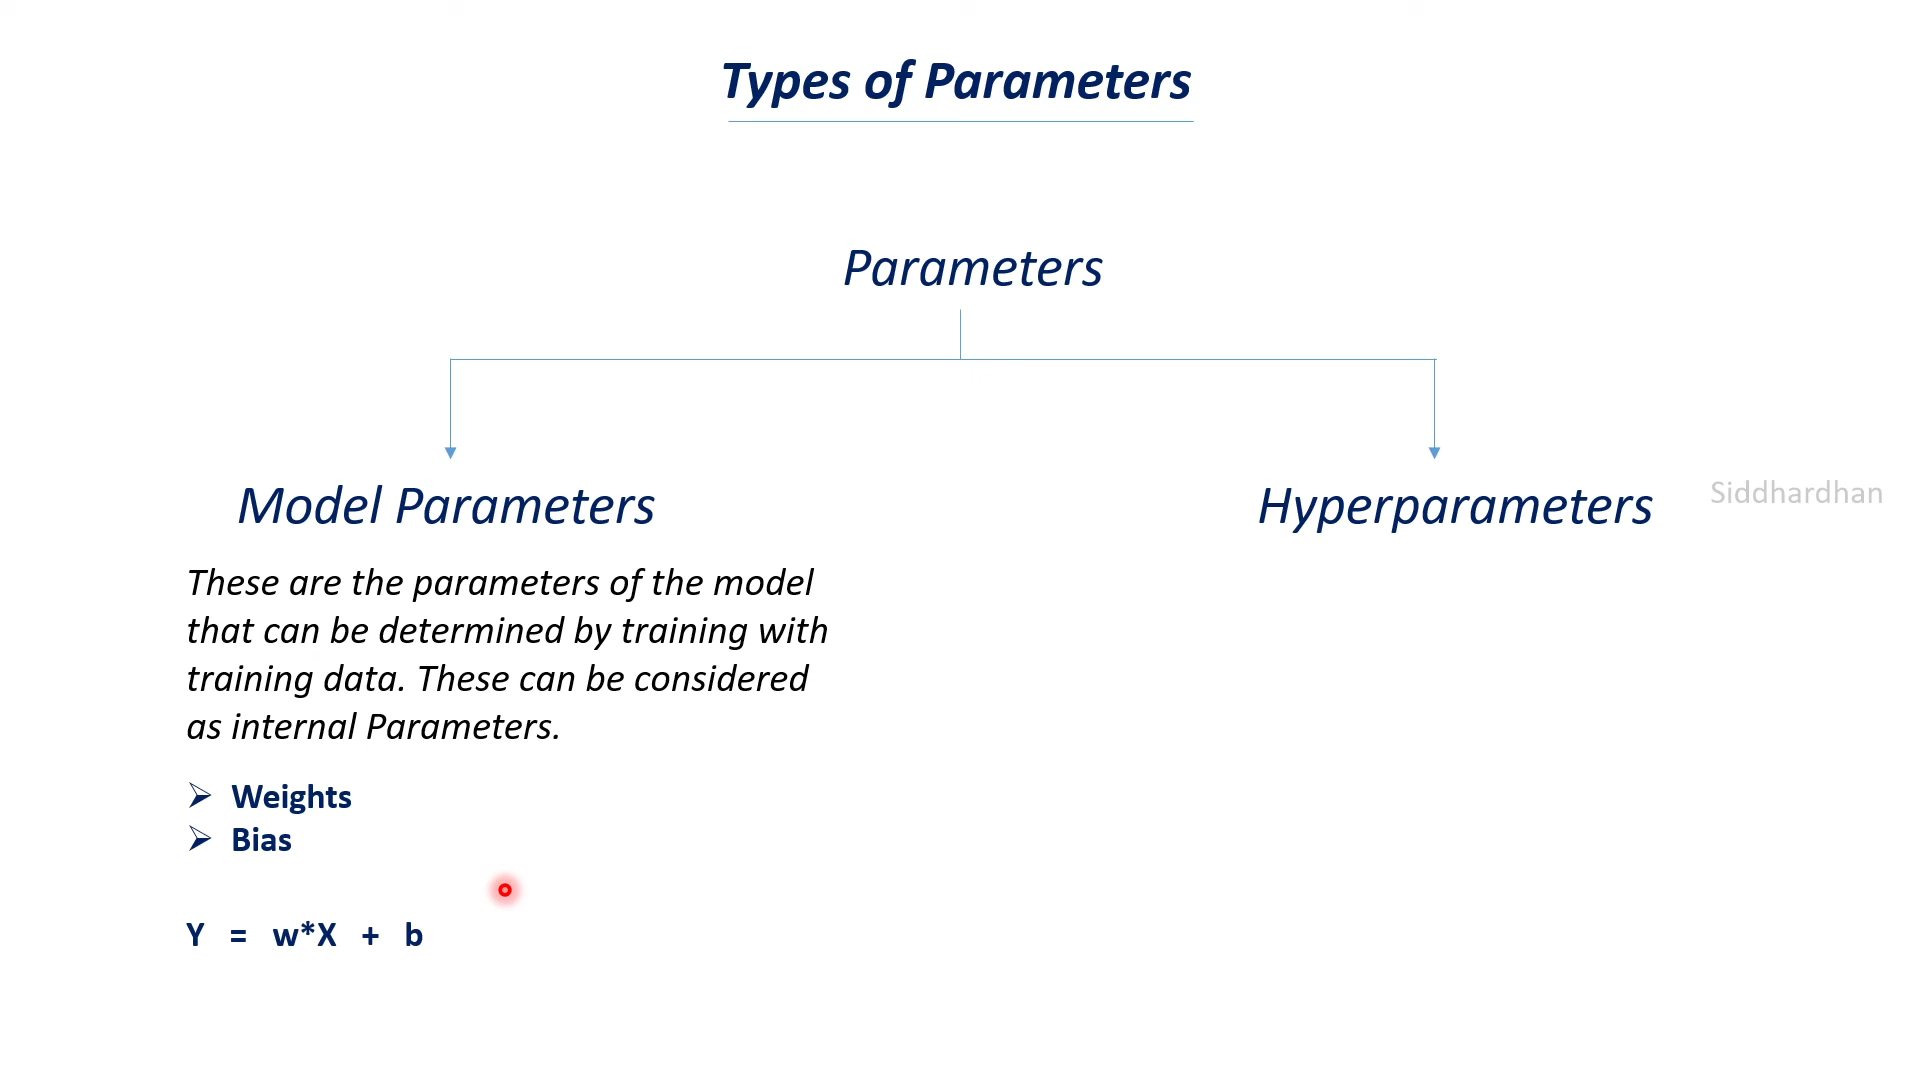 Types of Parameters
Parameters
Model Parameters
Hyperparameters
Siddhardhan
These are the parameters of the model
that can be determined by training with
training data. These can be considered
as internal Parameters.
➢ Weights
➢ Bias
Y = w*X + b